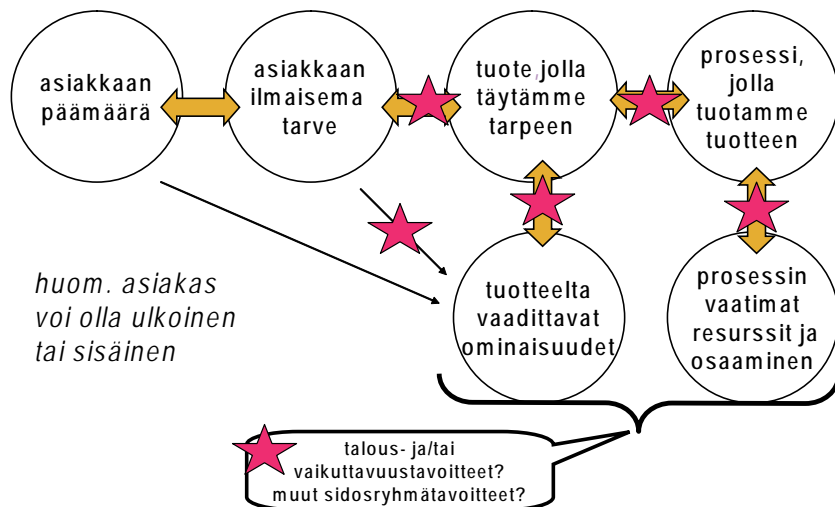 asiakkaan
päämäärä
asiakkaan
ilmaisema
tarve
tuote, jolla
täytämme
tarpeen
prosessi,
jolla
tuotamme
tuotteen
huom. asiakas
voi olla ulkoinen
tai sisäinen
tuotteelta
vaadittavat
ominaisuudet
prosessin
vaatimat
resurssit ja
osaaminen
talous- ja/tai
vaikuttavuustavoitteet?
muut sidosryhmätavoitteet?